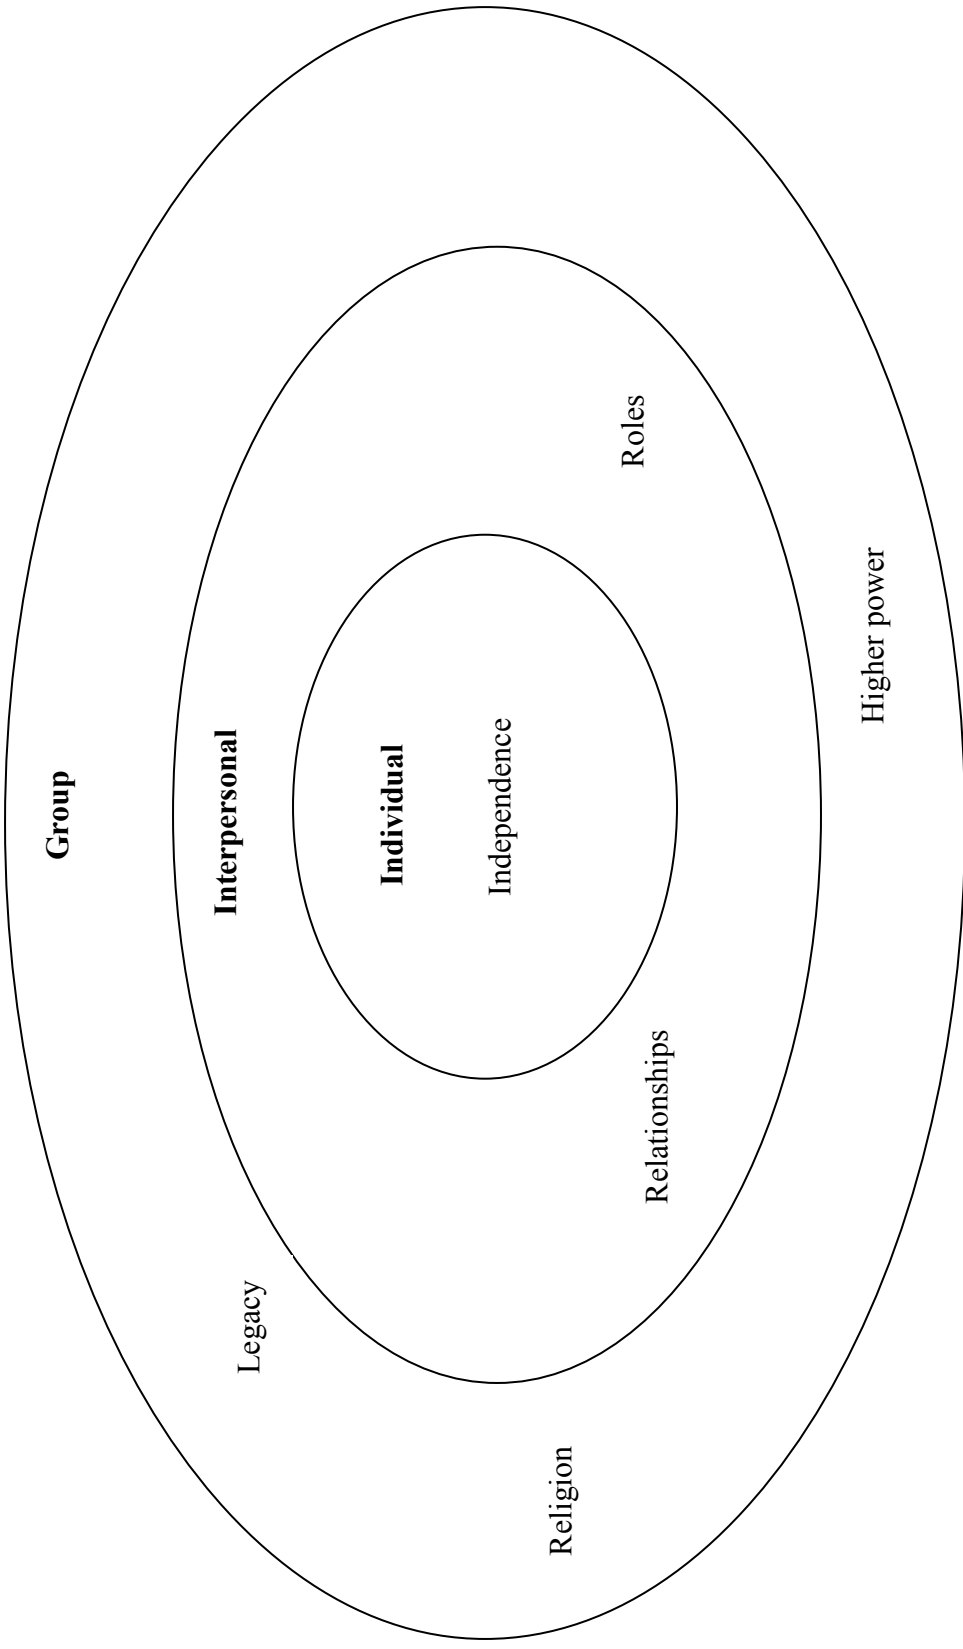 Group
Interpersonal
Individual
Independence
Roles
Relationships
Legacy
Higher power
Religion